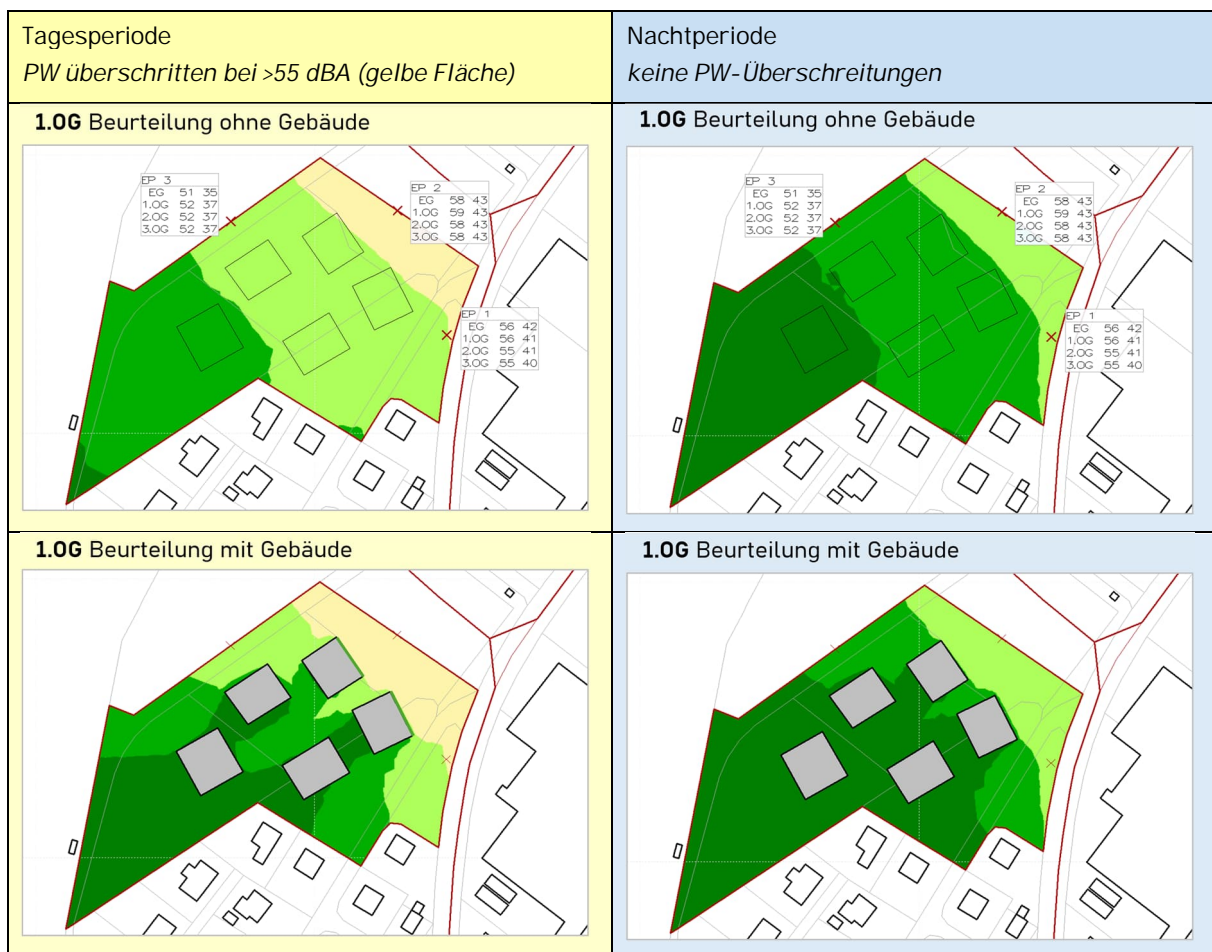 Tagesperiode
PW überschritten bei >55 dBA (gelbe Fläche)
Nachtperiode
keine PW-Überschreitungen
1.OG Beurteilung ohne Gebäude
EP 3
EG 51 35
1.OG 52 37
2.OG 52 37
3.OG 52 37
EP 2
EG 58 43
1.OG 59 43
2.OG 58 43
3.OG 58 43
EP 1
EG 56 42
1.OG 56 41
2.OG 55 41
3.OG 55 40
1.OG Beurteilung ohne Gebäude
EP 3
EG 51 35
1.OG 52 37
2.OG 52 37
3.OG 52 37
EP 2
EG 58 43
1.OG 59 43
2.OG 58 43
3.OG 58 43
EP 1
EG 56 42
1.OG 56 41
2.OG 55 41
3.OG 55 40
1.OG Beurteilung mit Gebäude
1.OG Beurteilung mit Gebäude